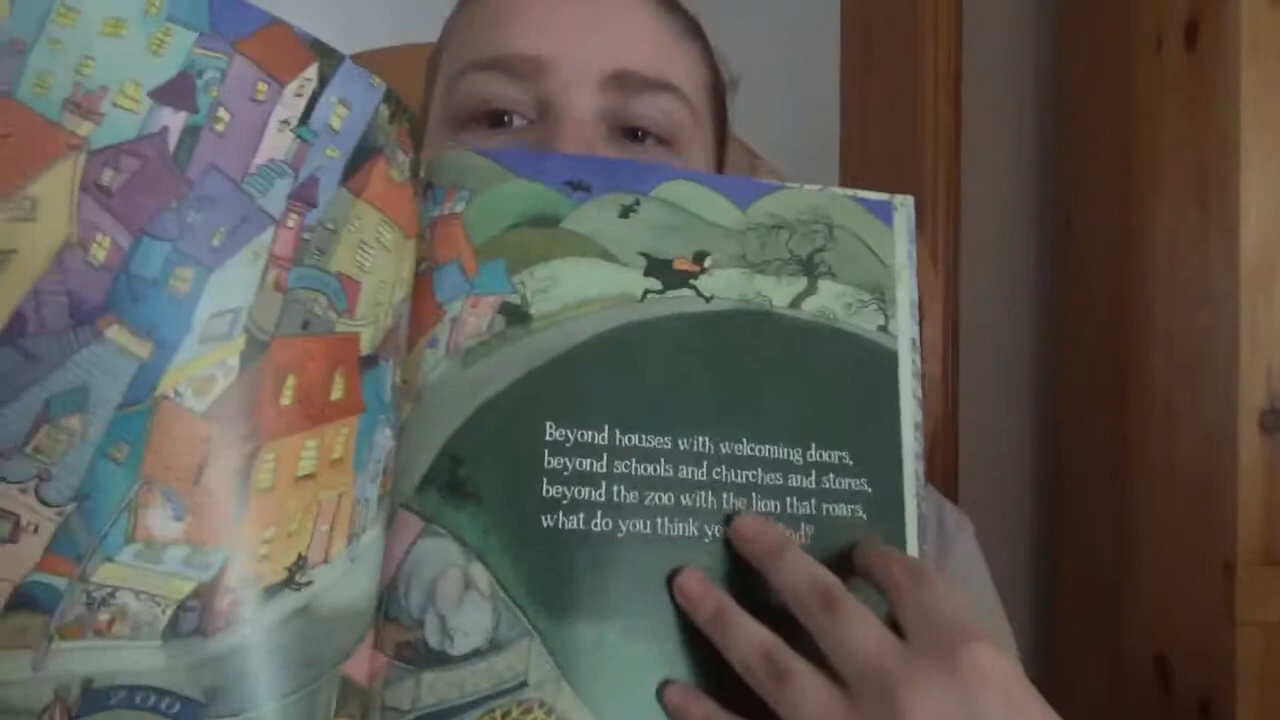 Beyond houses with welcoming doors,
beyond schools and churches and stores,
beyond the zoo with the lion that roars,
what do you think
ZOO